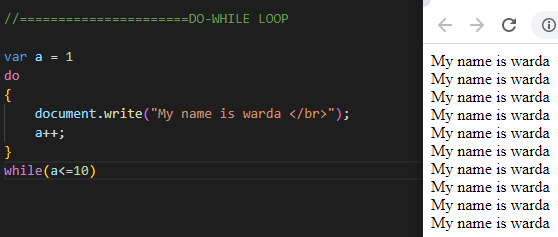 //======================DO-WHILE LOOP
var a = 1
do
{
    document.write("My name is warda </br>");
    a++;
}
while(a<=10)
My name is warda
My name is warda
My name is warda
My name is warda
My name is warda
My name is warda
My name is warda
My name is warda
My name is warda
My name is warda